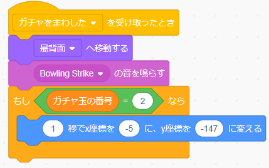 ガチャをまわした を受け取ったとき
最背面 へ移動する
Bowling Strike の音を鳴らす
もし ガチャ玉の番号 = 2 なら
1 秒でx座標を -5 に、y座標を -147 に変える